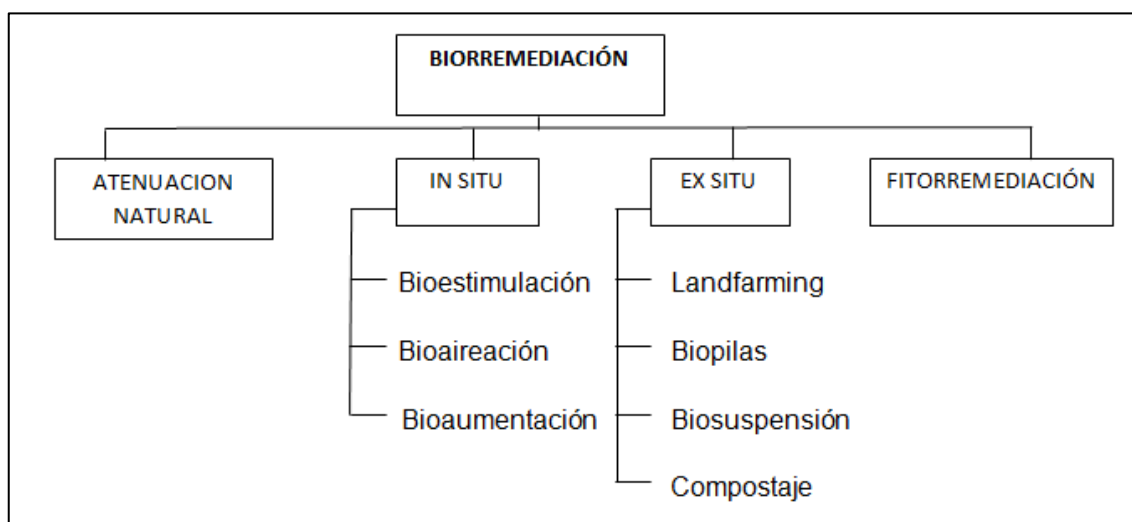 BIORREMEDIACIÓN
ATENUACION
NATURAL
IN SITU
EX SITU
FITORREMEDIACIÓN
Bioestimulación
Bioaireación
Bioaumentación
Landfarming
Biopilas
Biosuspensión
Compostaje